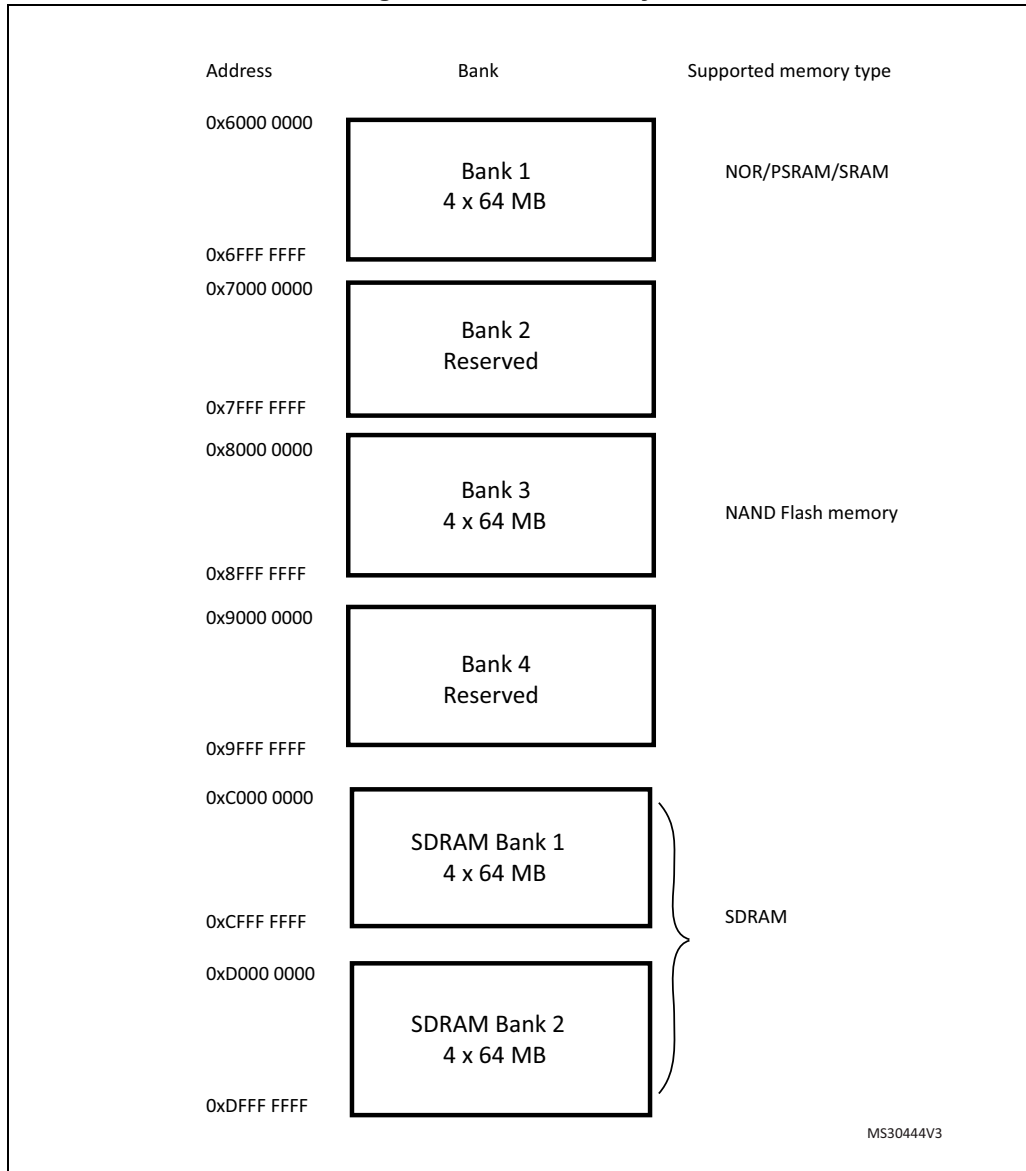 Address Bank Supported memory type
0x6000 0000
Bank 1
4 x 64 MB
NOR/PSRAM/SRAM
0x6FFF FFFF
0x7000 0000
Bank 2
Reserved
0x7FFF FFFF
0x8000 0000
Bank 3
4 x 64 MB
NAND Flash memory
0x8FFF FFFF
0x9000 0000
Bank 4
Reserved
0x9FFF FFFF
0xC000 0000
SDRAM Bank 1
4 x 64 MB
0xCFFF FFFF
SDRAM
0xD000 0000
SDRAM Bank 2
4 x 64 MB
0xDFFF FFFF
MS30444V3